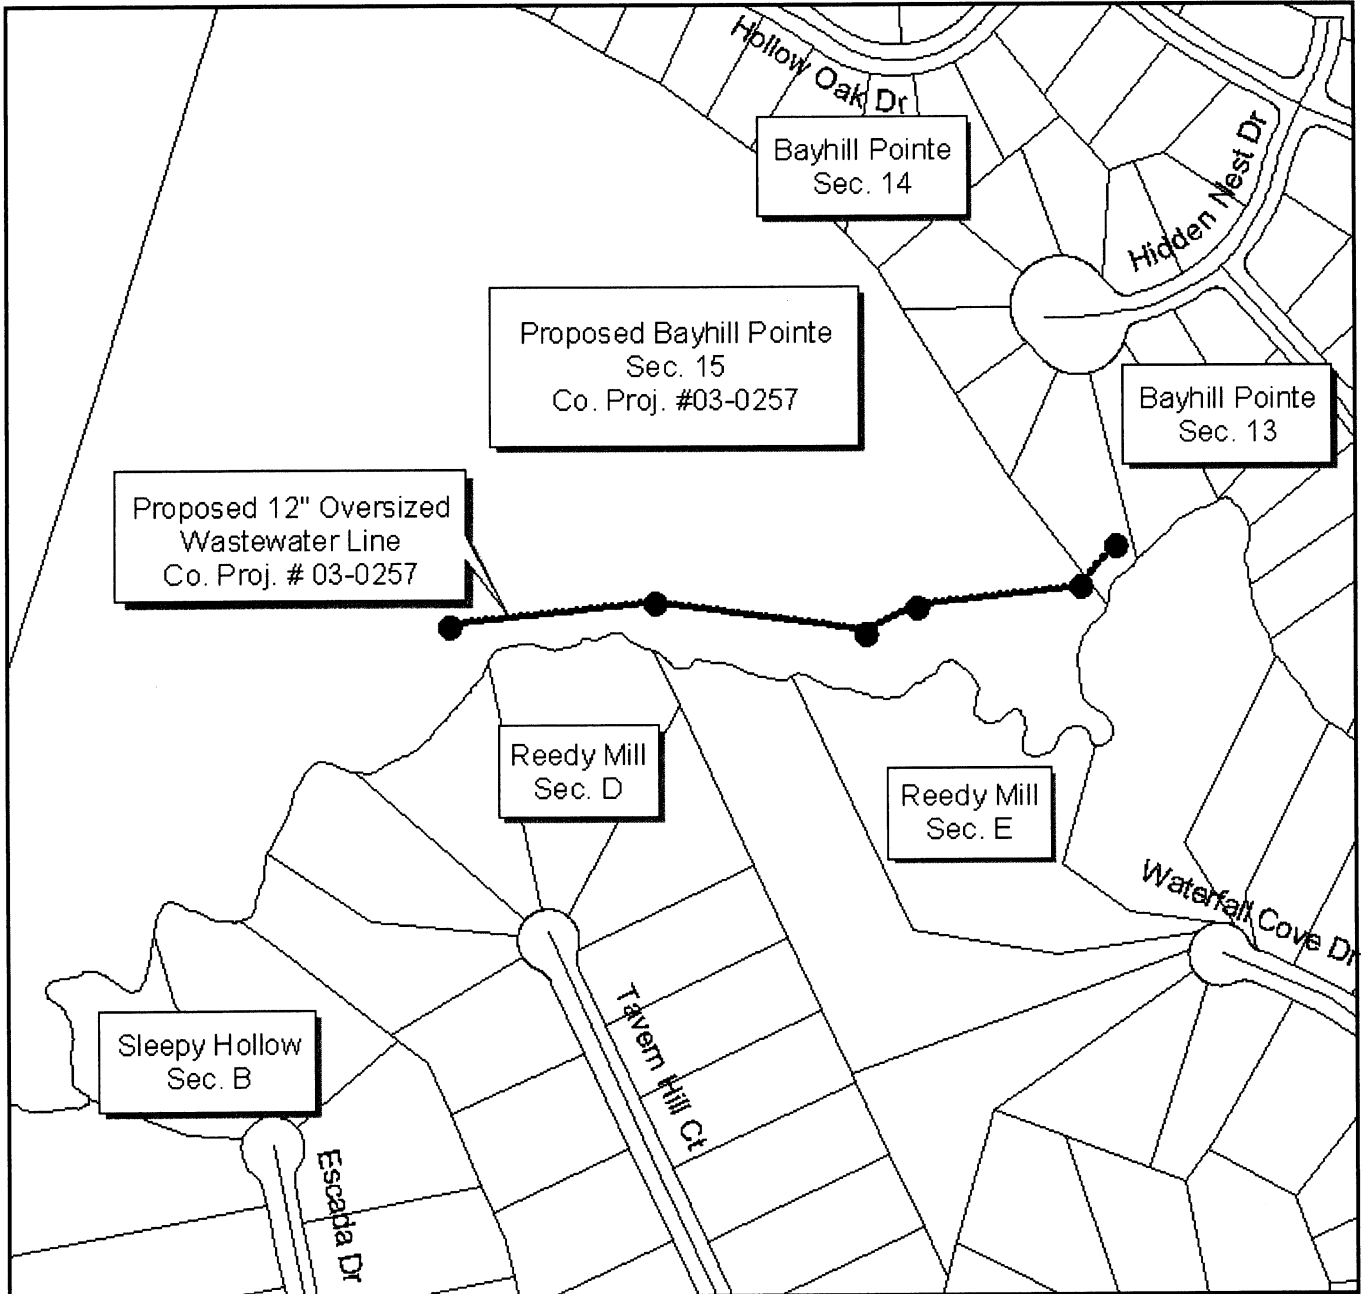 Hollow Oak Dr
Bayhill Pointe
Sec. 14
Hidden Nest Dr
Proposed Bayhill Pointe
Sec. 15
Co. Proj. #03-0257
Bayhill Pointe
Sec. 13
Proposed 12" Oversized
Wastewater Line
Co. Proj. # 03-0257
Reedy Mill
Sec. D
Reedy Mill
Sec. E
Waterfall Cove Dr
Tavern Hill Ct
Sleepy Hollow
Sec. B
Escada Dr